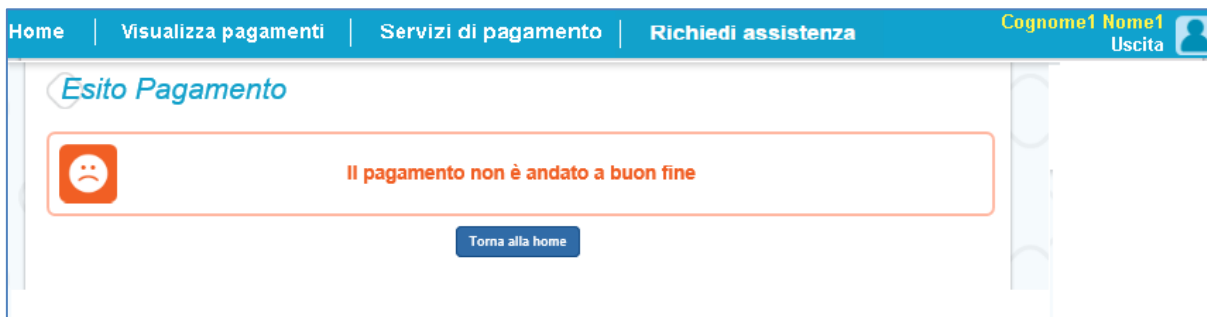 Home Visualizza pagamenti Servizi di pagamento Richiedi assistenza Cognome1 Nome1
Uscita
Esito Pagamento
Il pagamento non è andato a buon fine
Torna alla home